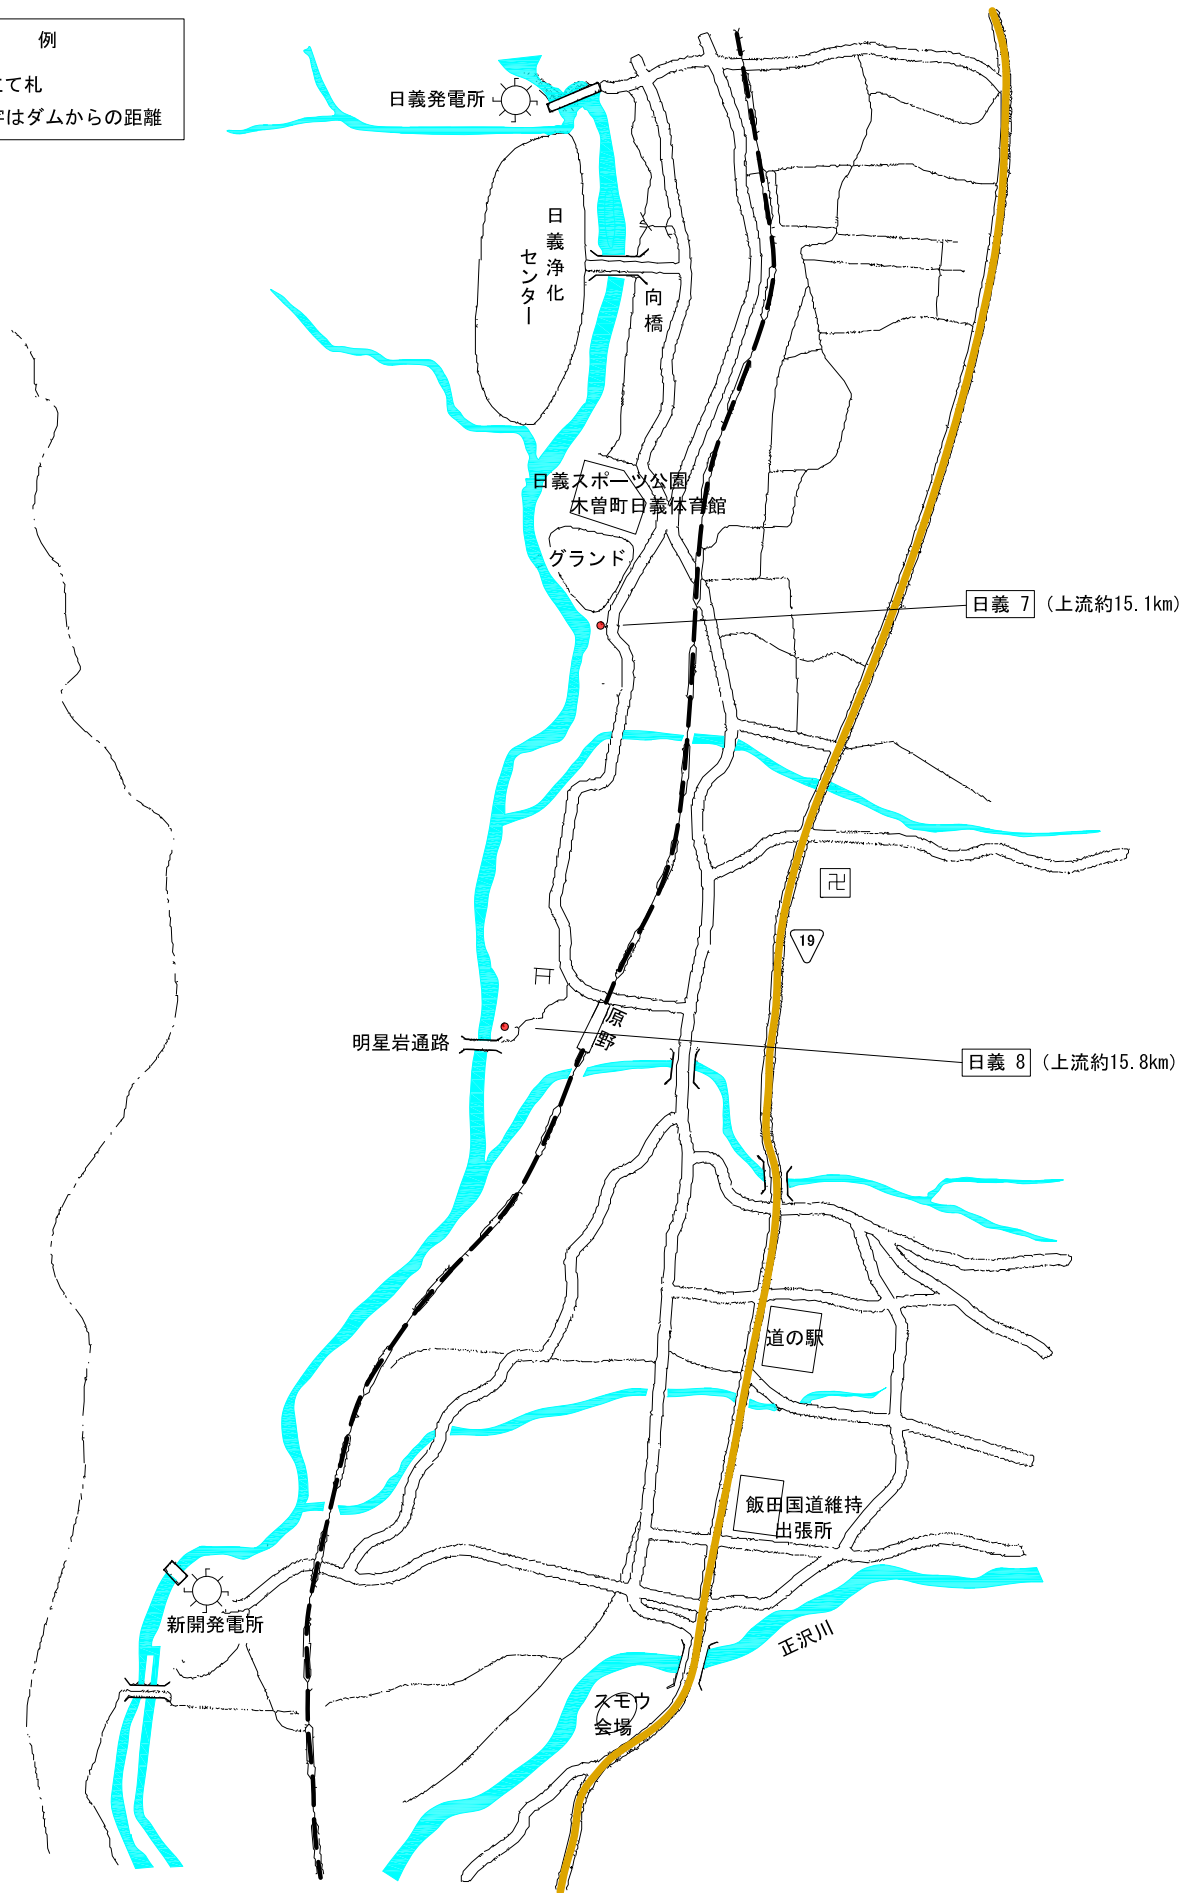 例
て札
はダムからの距離
日義発電所
日義浄化
センター
向橋
日義スポーツ公園
木曽町日義体育館
グランド
日義 7 (上流約15.1km)
卍
19
原野
明星岩通路
日義 8 (上流約15.8km)
道の駅
飯田国道維持
出張所
新開発電所
正沢川
スモウ
会場